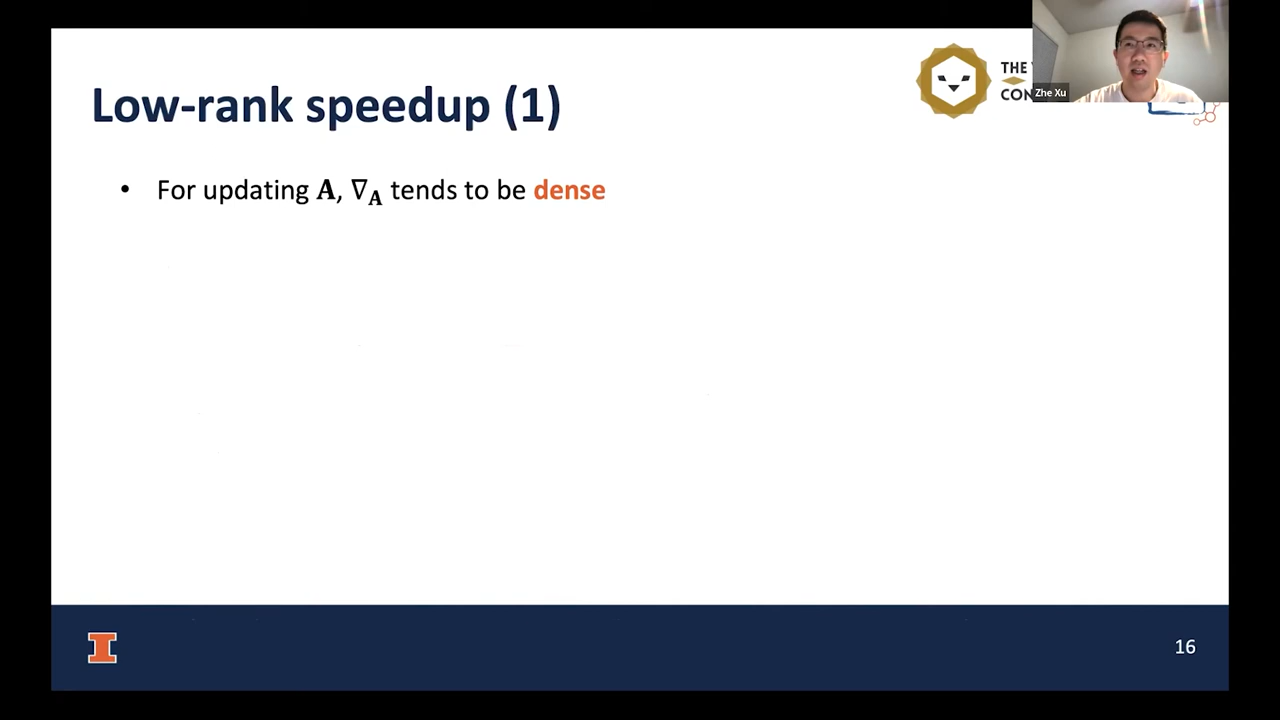 Low-rank speedup (1)
THE
CON
Zhe Xu
• For updating A, ∇A tends to be dense
16